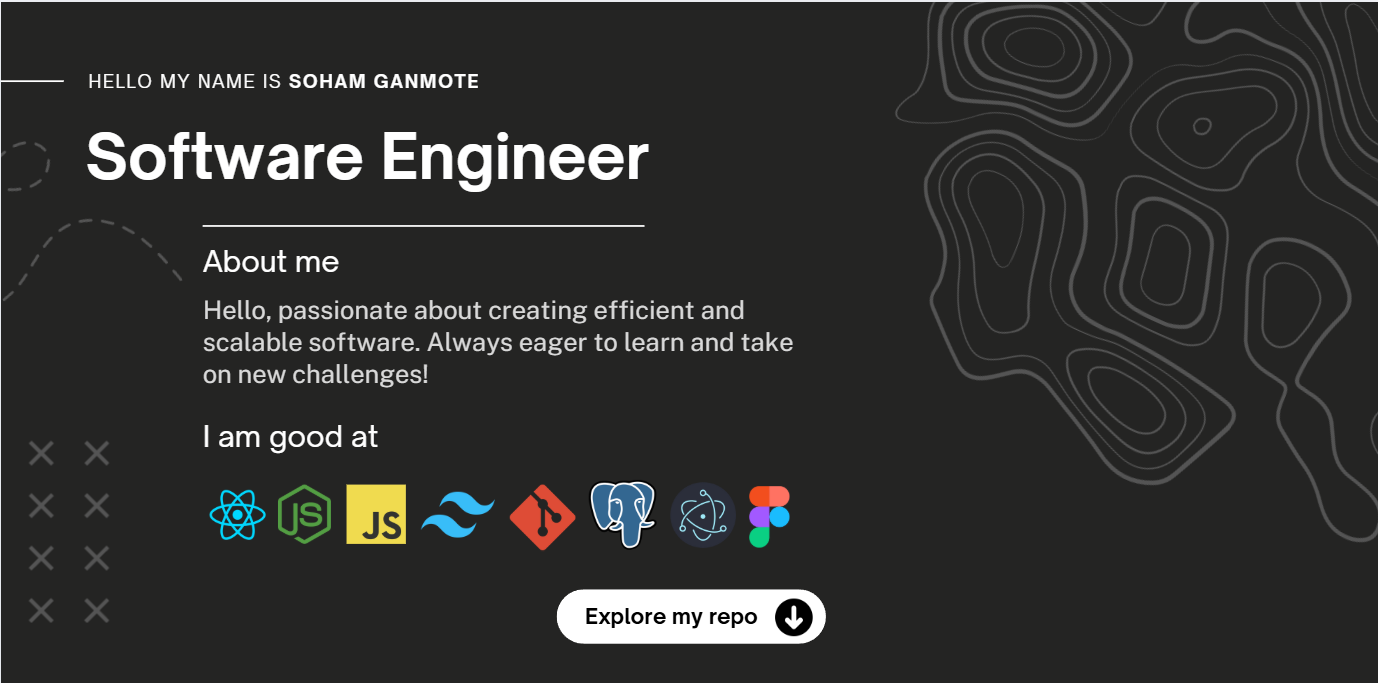 HELLO MY NAME IS SOHAM GANMOTE
Software Engineer
About me
Hello, passionate about creating efficient and
scalable software. Always eager to learn and take
on new challenges!
I am good at
JS
JS
Explore my repo